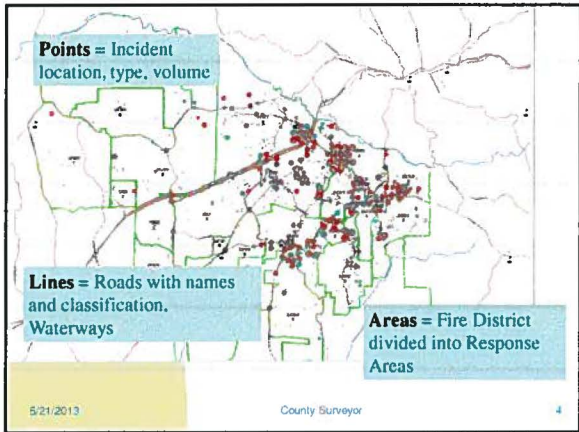 Points = Incident
location, type, volume
Lines = Roads with names
and classification.
Waterways
Areas = Fire District
divided into Response
Areas
5/21/2013
County Surveyor
4